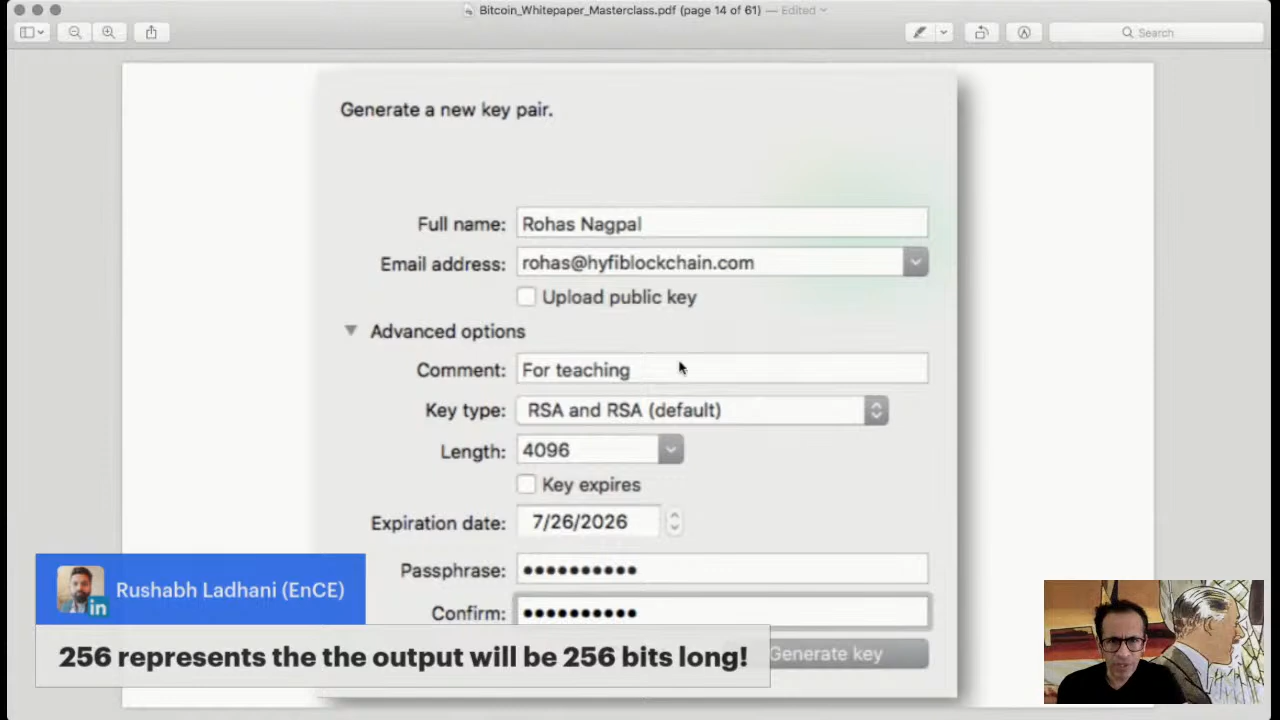 Bitcoin_Whitepaper_Masterclass.pdf (page 14 of 61) — Edited
Search
Generate a new key pair.
Full name: Rohas Nagpal
Email address: rohas@hyfiblockchain.com
Upload public key
Advanced options
Comment: For teaching
Key type: RSA and RSA (default)
Length: 4096
Key expires
Expiration date: 7/26/2026
Passphrase: ●●●●●●●●●●
Confirm: ●●●●●●●●●●
Generate key
in
Rushabh Ladhani (EnCE)
256 represents the the output will be 256 bits long!